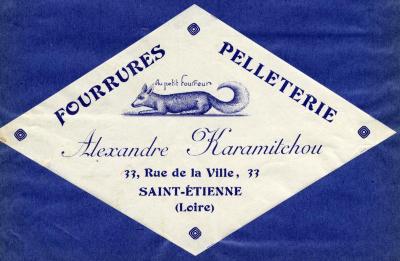 FOURRURES
PELLETERIE
Au petit Fourreur
Alexandre Karamitchou
33, Rue de la Ville, 33
SAINT-ÉTIENNE
(Loire)